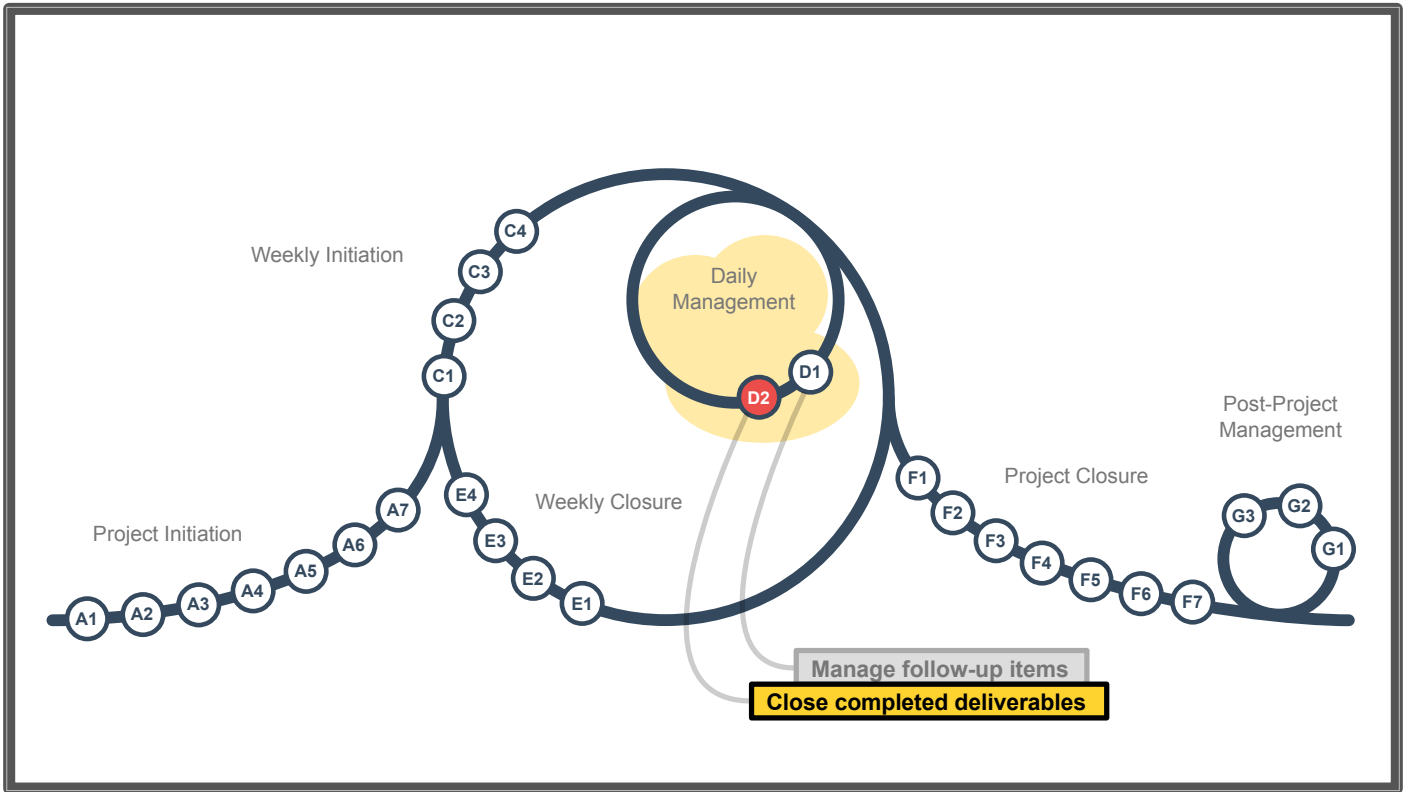 C4
Weekly Initiation
C3
Daily
Management
C2
D1
C1
D2
Post-Project
Management
F1
Project Closure
E4
Weekly Closure
A7
F2
G3
G2
Project Initiation
A6
E3
F3
G1
A5
E2
F4
F5
A4
F6
A3
E1
F7
A2
A1
Manage follow-up items
Close completed deliverables